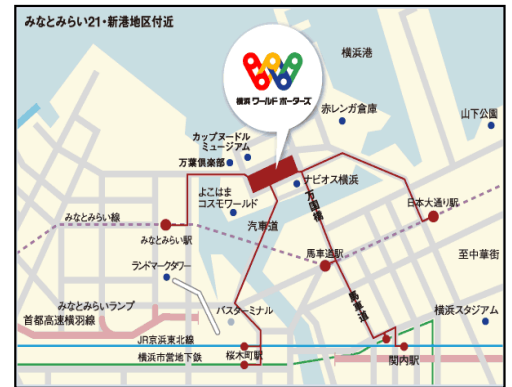 みなとみらい21・新港地区付近
横浜 ワールド ポーターズ
横浜港
赤レンガ倉庫
山下公園
カップヌードル
ミュージアム
万葉倶楽部
ナビオス横浜
よこはま
コスモワールド
万国橋
日本大通り駅
みなとみらい線
汽車道
みなとみらい駅
馬車道駅
至中華街
ランドマークタワー
馬車道
みなとみらいランプ
バスターミナル
横浜スタジアム
首都高速横羽線
JR京浜東北線
横浜市営地下鉄
桜木町駅
関内駅